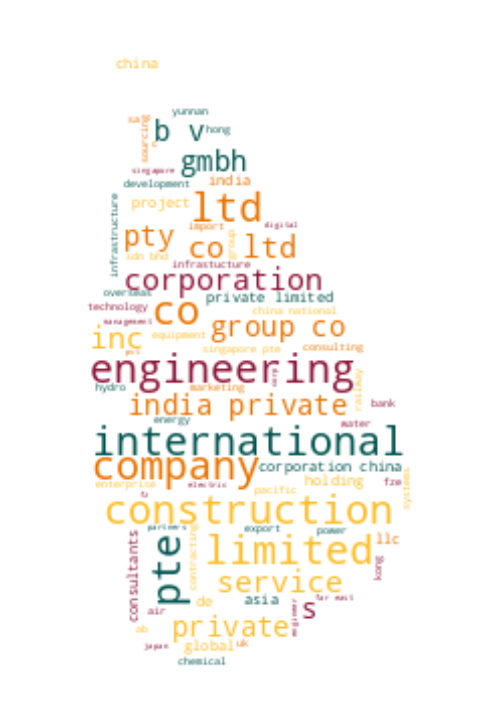 china
yunnan
sa
b v
hong
sourcing
gmbh
singapore
india
development
infrastructure
project
ltd
import
digital
pty
group
co ltd
sdn bhd
infrastucture
corporation
overseas
private limited
technology
co
china national
management
group co
inc
equipment
consulting
singapore pte
engineering
corp
hydro
marketing
railway
india private
bank
energy
water
international
company
corporation china
enterprise
electric
holding
fze
systems
pacific
construction
partners
export
power
pte
contracting
limited
llc
consultants
kong
service
de
asia
s
far east
air
engineer
ab
private
japan
global
uk
chemical